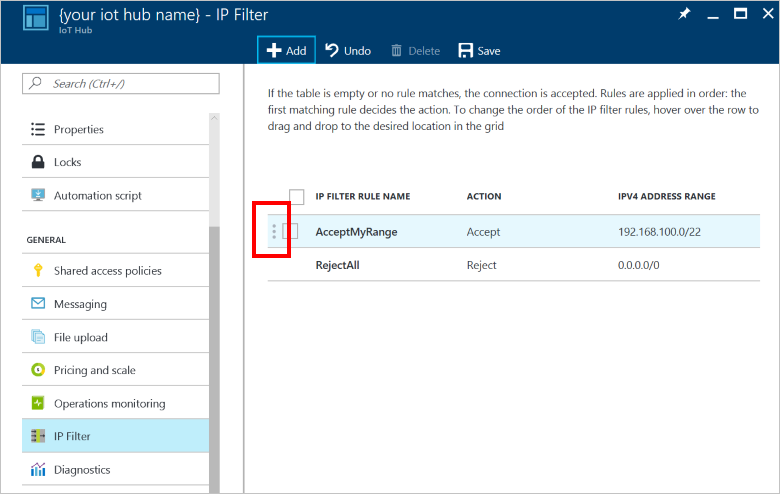 {your iot hub name} - IP Filter
IoT Hub
Add Undo Delete Save
Search (Ctrl+/)
Properties
Locks
Automation script
GENERAL
Shared access policies
Messaging
File upload
Pricing and scale
Operations monitoring
IP Filter
Diagnostics
If the table is empty or no rule matches, the connection is accepted. Rules are applied in order: the
first matching rule decides the action. To change the order of the IP filter rules, hover over the row to
drag and drop to the desired location in the grid
IP FILTER RULE NAME ACTION IPV4 ADDRESS RANGE
AcceptMyRange Accept 192.168.100.0/22
RejectAll Reject 0.0.0.0/0